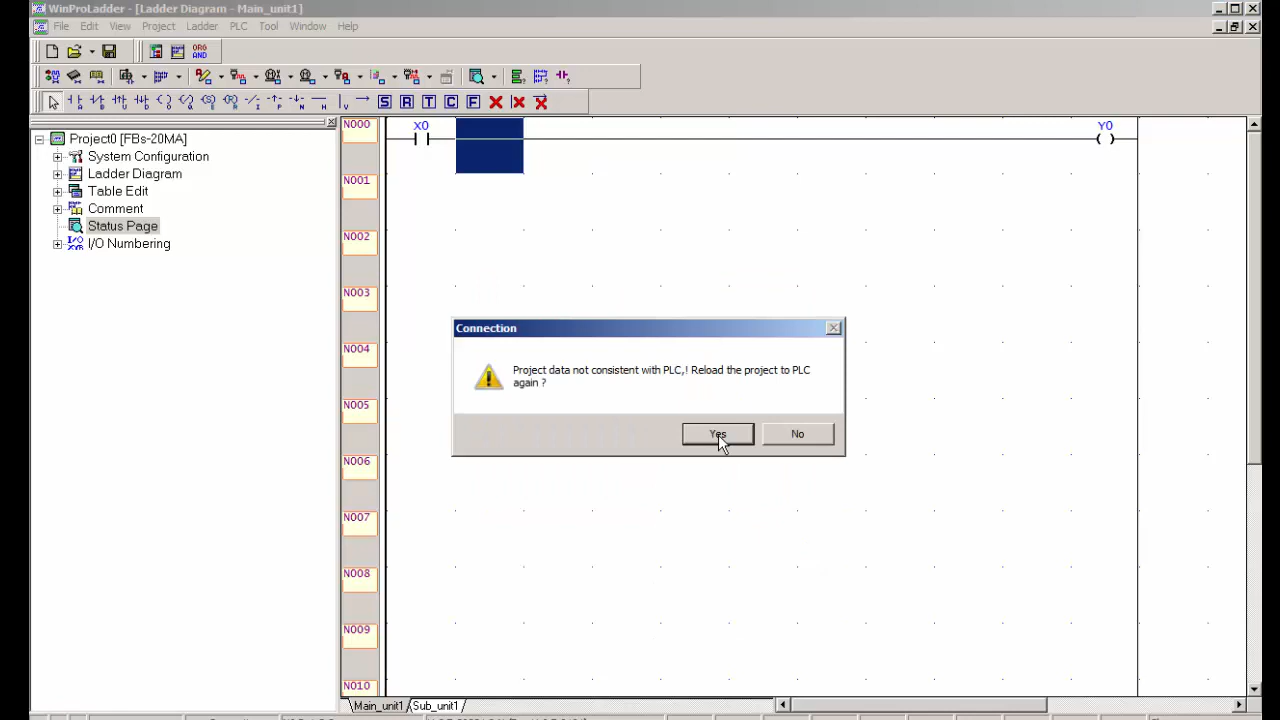 WinProLadder - [Ladder Diagram - Main_unit1]
File Edit View Project Ladder PLC Tool Window Help
ORG
AND
S R T C F
Project0 [FBs-20MA]
System Configuration
Ladder Diagram
Table Edit
Comment
Status Page
I/O Numbering
N000
X0
Y0
N001
N002
N003
N004
N005
N006
N007
N008
N009
N010
Connection
Project data not consistent with PLC,! Reload the project to PLC
again ?
Yes
No
Main_unit1
Sub_unit1